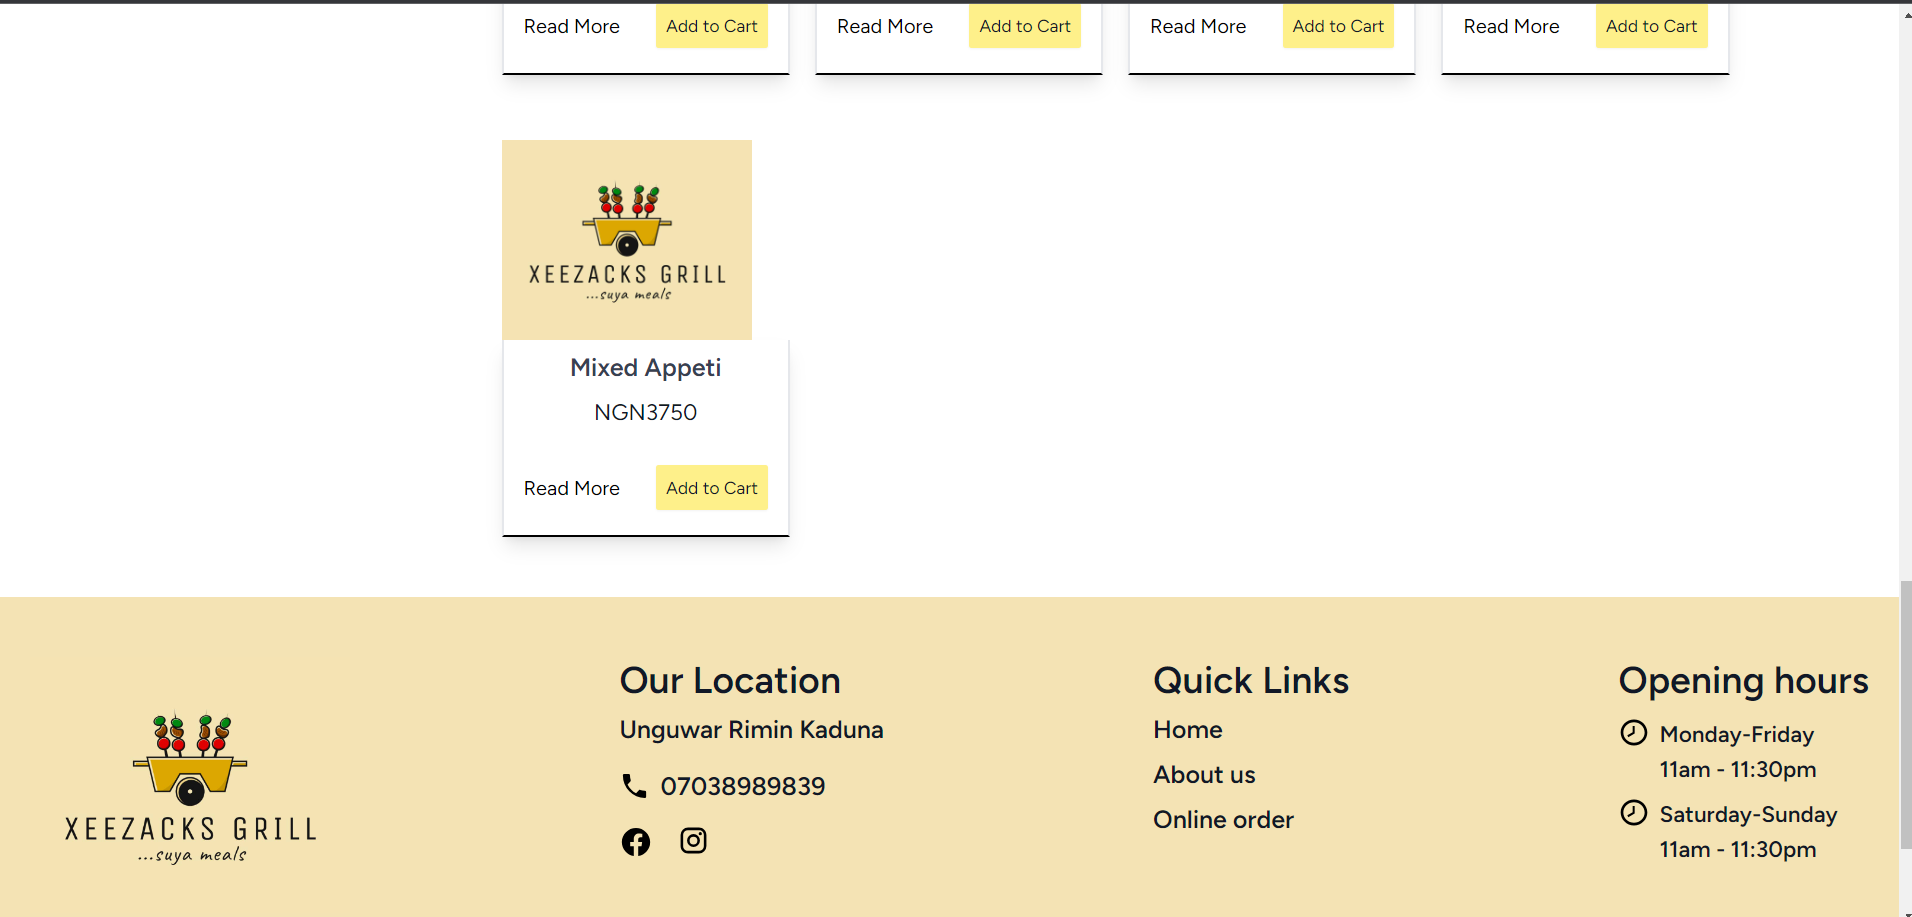 Read More Add to Cart Read More Add to Cart Read More Add to Cart Read More Add to Cart
XEEZACKS GRILL
...suya meals
Mixed Appeti
NGN3750
Read More Add to Cart
XEEZACKS GRILL
...suya meals
Our Location
Unguwar Rimin Kaduna
07038989839
Quick Links
Home
About us
Online order
Opening hours
Monday-Friday
11am - 11:30pm
Saturday-Sunday
11am - 11:30pm